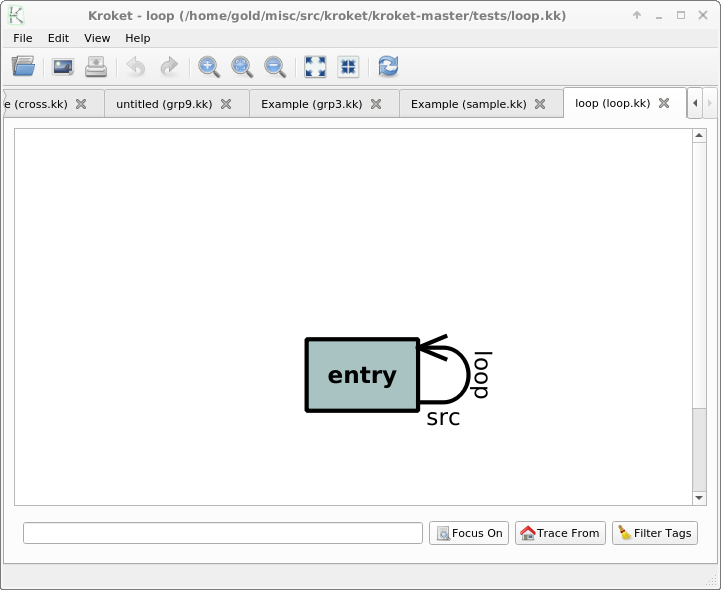 Kroket - loop (/home/gold/misc/src/kroket/kroket-master/tests/loop.kk)
File Edit View Help
e (cross.kk) untitled (grp9.kk) Example (grp3.kk) Example (sample.kk) loop (loop.kk)
entry
loop
src
Focus On Trace From Filter Tags